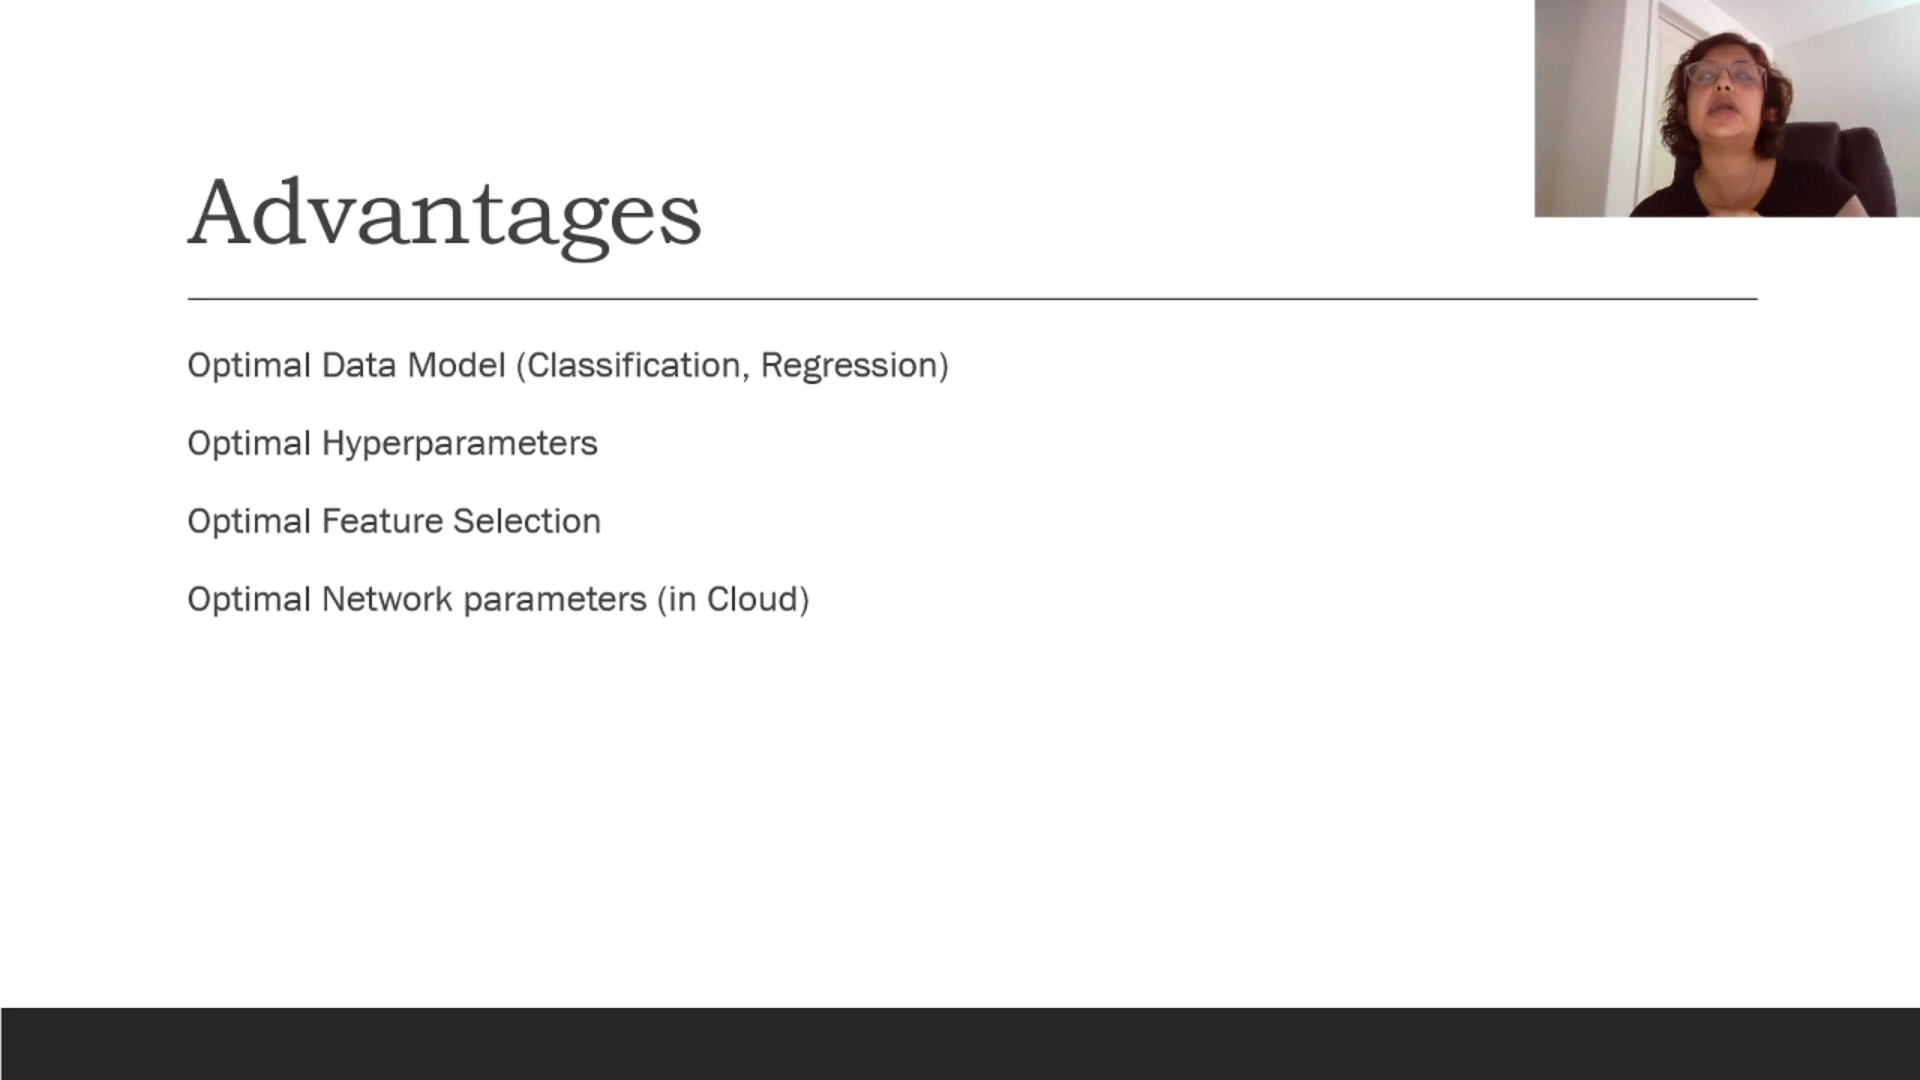 Advantages
Optimal Data Model (Classification, Regression)
Optimal Hyperparameters
Optimal Feature Selection
Optimal Network parameters (in Cloud)